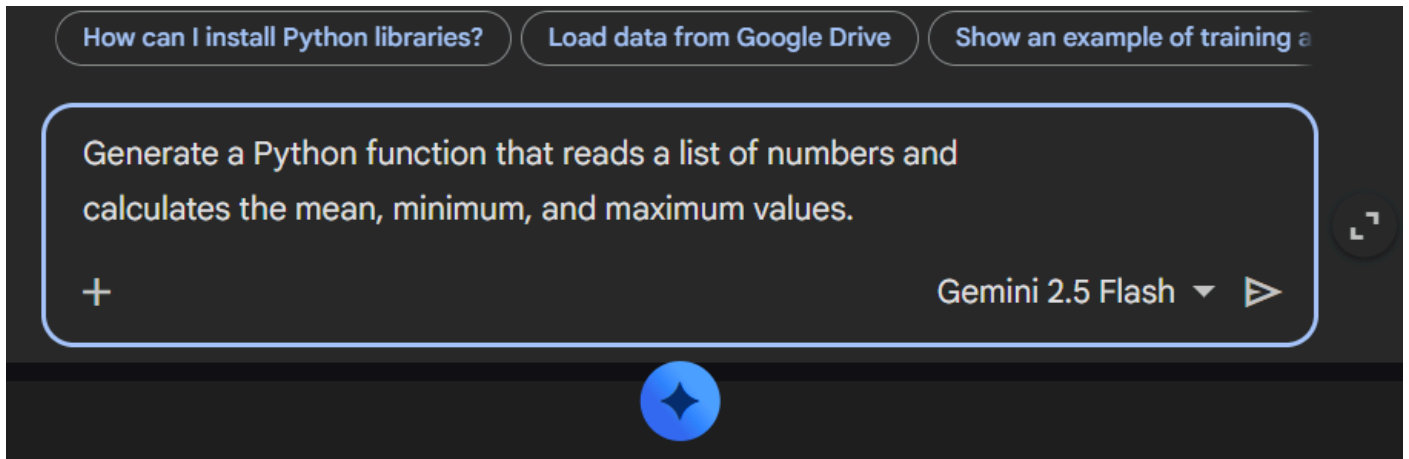 How can I install Python libraries?
Load data from Google Drive
Show an example of training
Generate a Python function that reads a list of numbers and
calculates the mean, minimum, and maximum values.
Gemini 2.5 Flash